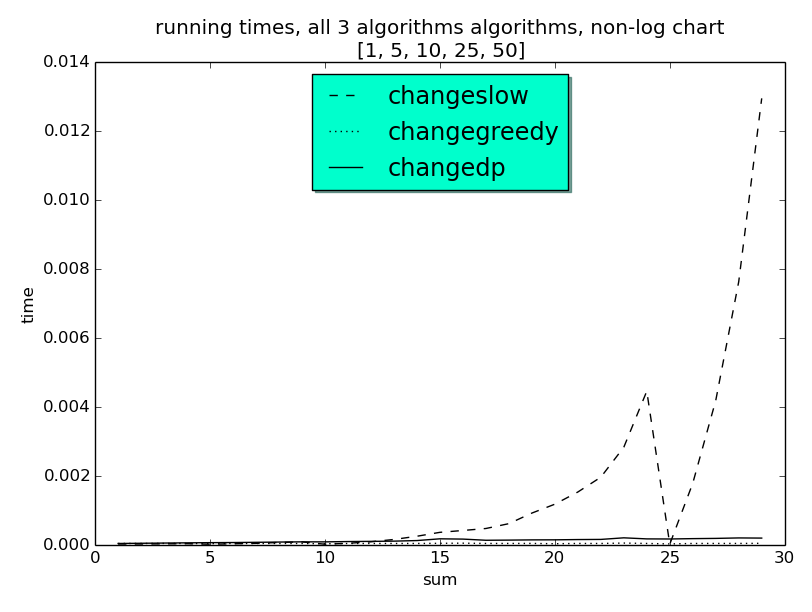 running times, all 3 algorithms algorithms, non-log chart
[1, 5, 10, 25, 50]
0.014
0.012
0.010
0.008
0.006
0.004
0.002
0.000
time
changeslow
changegreedy
changedp
0 5 10 15 20 25 30
sum